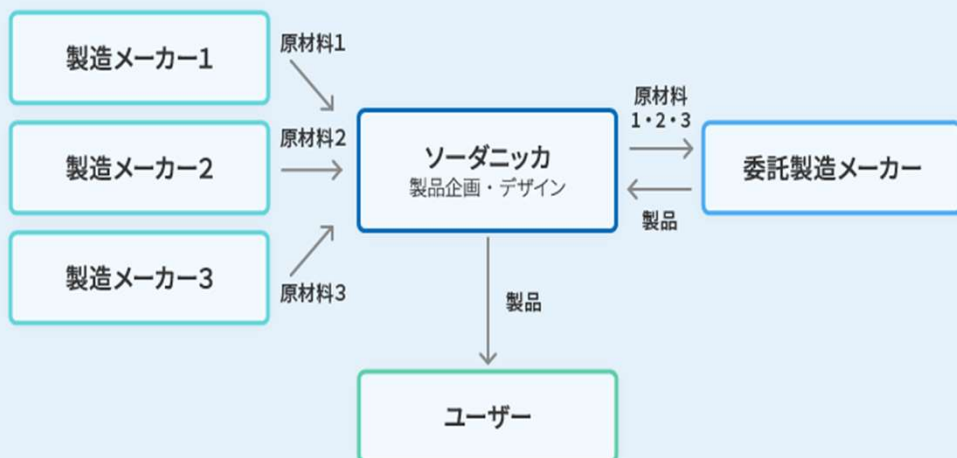 製造メーカー1
原材料1
製造メーカー2
原材料2
製造メーカー3
原材料3
ソーダニッカ
製品企画・デザイン
原材料
1・2・3
製品
委託製造メーカー
製品
ユーザー